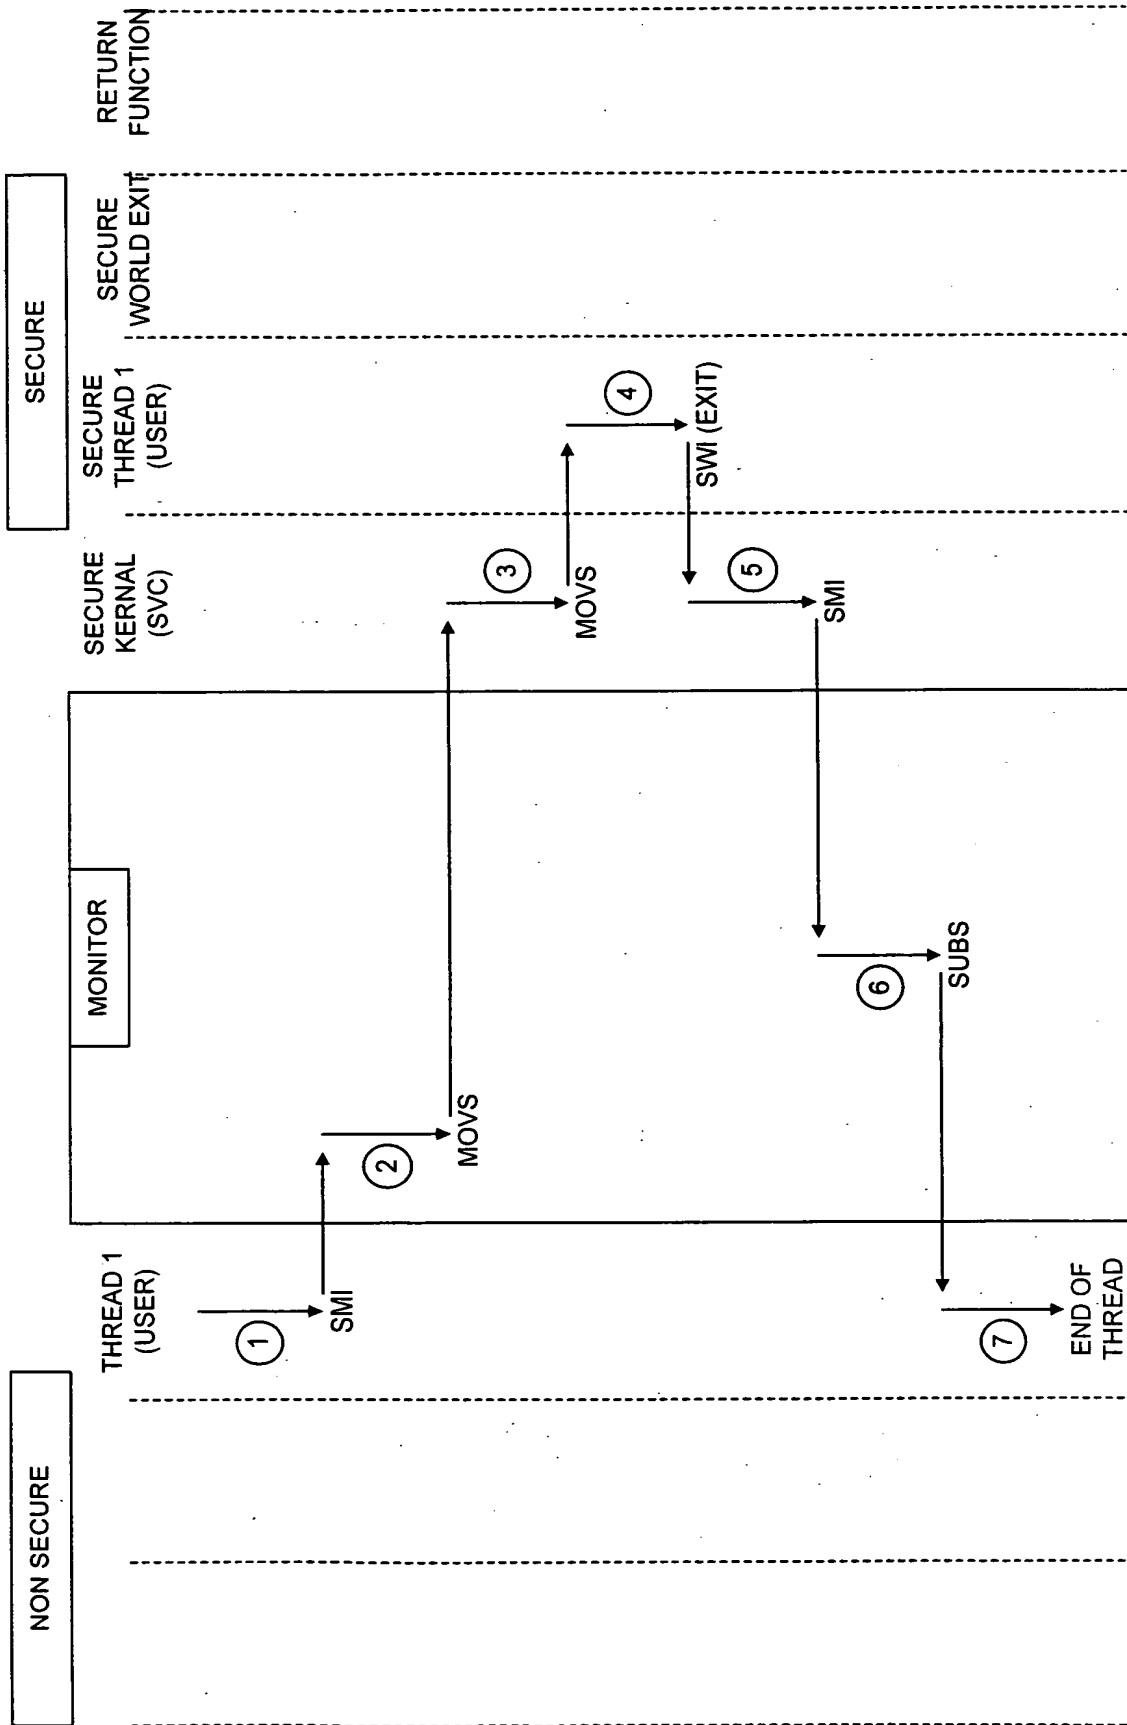 NON SECURE
MONITOR
SECURE
THREAD 1
(USER)
SECURE
KERNAL
(SVC)
SECURE
THREAD 1
(USER)
SECURE
WORLD EXIT
RETURN
FUNCTION
1
SMI
2
MOVS
3
MOVS
4
SWI (EXIT)
5
SMI
6
SUBS
7
END OF
THREAD